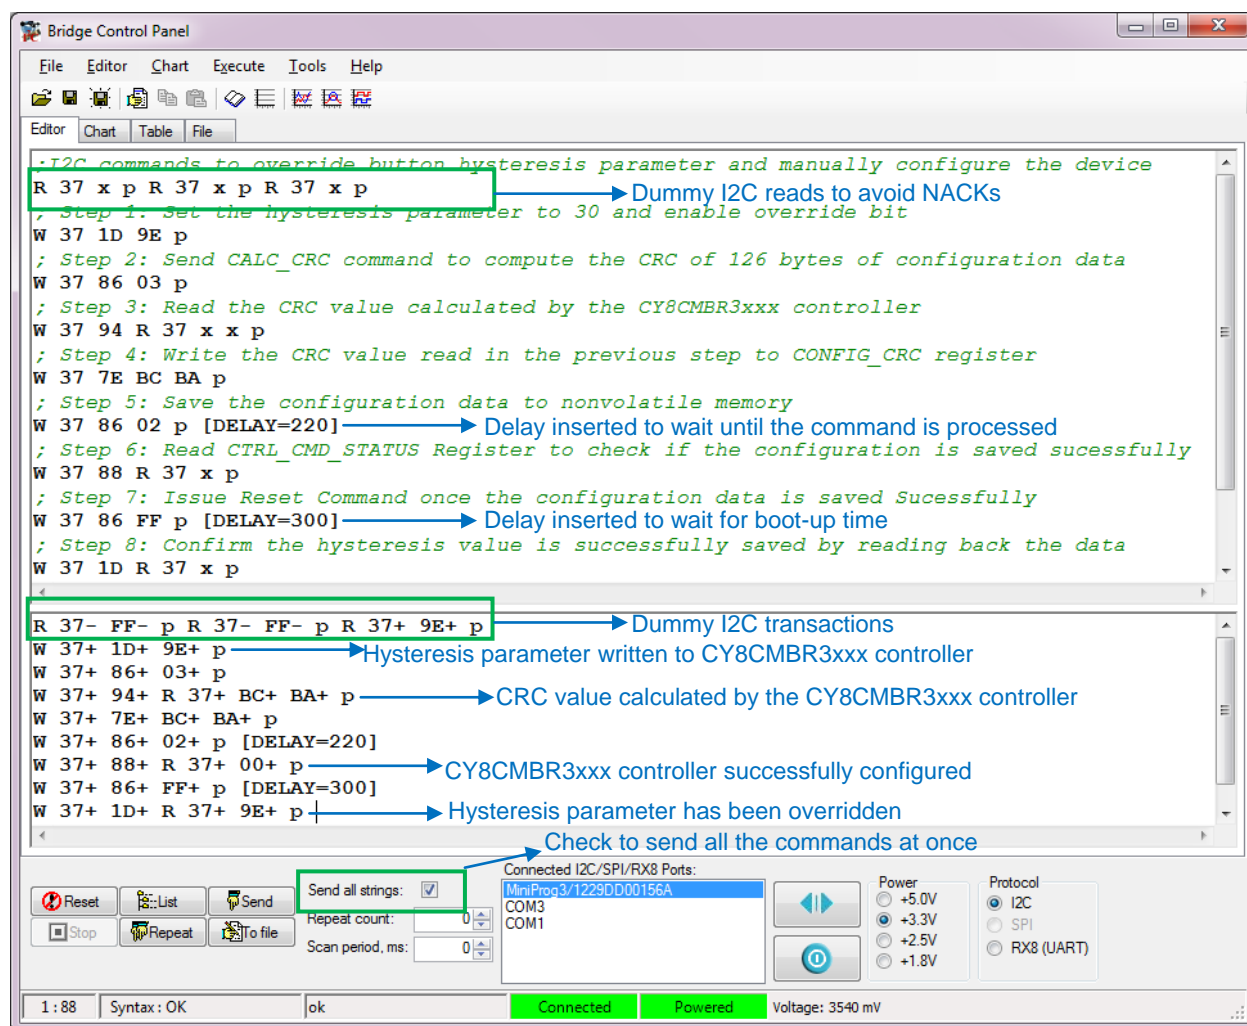 Bridge Control Panel
File Editor Chart Execute Tools Help
Editor Chart Table File
;I2C commands to override button hysteresis parameter and manually configure the device
R 37 x p R 37 x p R 37 x p
Dummy I2C reads to avoid NACKs
; Step 1: Set the hysteresis parameter to 30 and enable override bit
W 37 1D 9E p
; Step 2: Send CALC_CRC command to compute the CRC of 126 bytes of configuration data
W 37 86 03 p
; Step 3: Read the CRC value calculated by the CY8CMBR3xxx controller
W 37 94 R 37 x x p
; Step 4: Write the CRC value read in the previous step to CONFIG_CRC register
W 37 7E BC BA p
; Step 5: Save the configuration data to nonvolatile memory
W 37 86 02 p [DELAY=220]
Delay inserted to wait until the command is processed
; Step 6: Read CTRL_CMD_STATUS Register to check if the configuration is saved sucessfully
W 37 88 R 37 x p
; Step 7: Issue Reset Command once the configuration data is saved Sucessfully
W 37 86 FF p [DELAY=300]
Delay inserted to wait for boot-up time
; Step 8: Confirm the hysteresis value is successfully saved by reading back the data
W 37 1D R 37 x p
R 37- FF- p R 37- FF- p R 37+ 9E+ p
Dummy I2C transactions
W 37+ 1D+ 9E+ p
Hysteresis parameter written to CY8CMBR3xxx controller
W 37+ 86+ 03+ p
W 37+ 94+ R 37+ BC+ BA+ p
CRC value calculated by the CY8CMBR3xxx controller
W 37+ 7E+ BC+ BA+ p
W 37+ 86+ 02+ p [DELAY=220]
W 37+ 88+ R 37+ 00+ p
CY8CMBR3xxx controller successfully configured
W 37+ 86+ FF+ p [DELAY=300]
W 37+ 1D+ R 37+ 9E+ p
Hysteresis parameter has been overridden
Check to send all the commands at once
Reset List Send
Stop Repeat To file
Send all strings:
Repeat count: 0
Scan period, ms: 0
Connected I2C/SPI/RX8 Ports:
MiniProg3/1229DD00156A
COM3
COM1
Power
+5.0V
+3.3V
+2.5V
+1.8V
Protocol
I2C
SPI
RX8 (UART)
1 : 88 Syntax : OK ok Connected Powered Voltage: 3540 mV